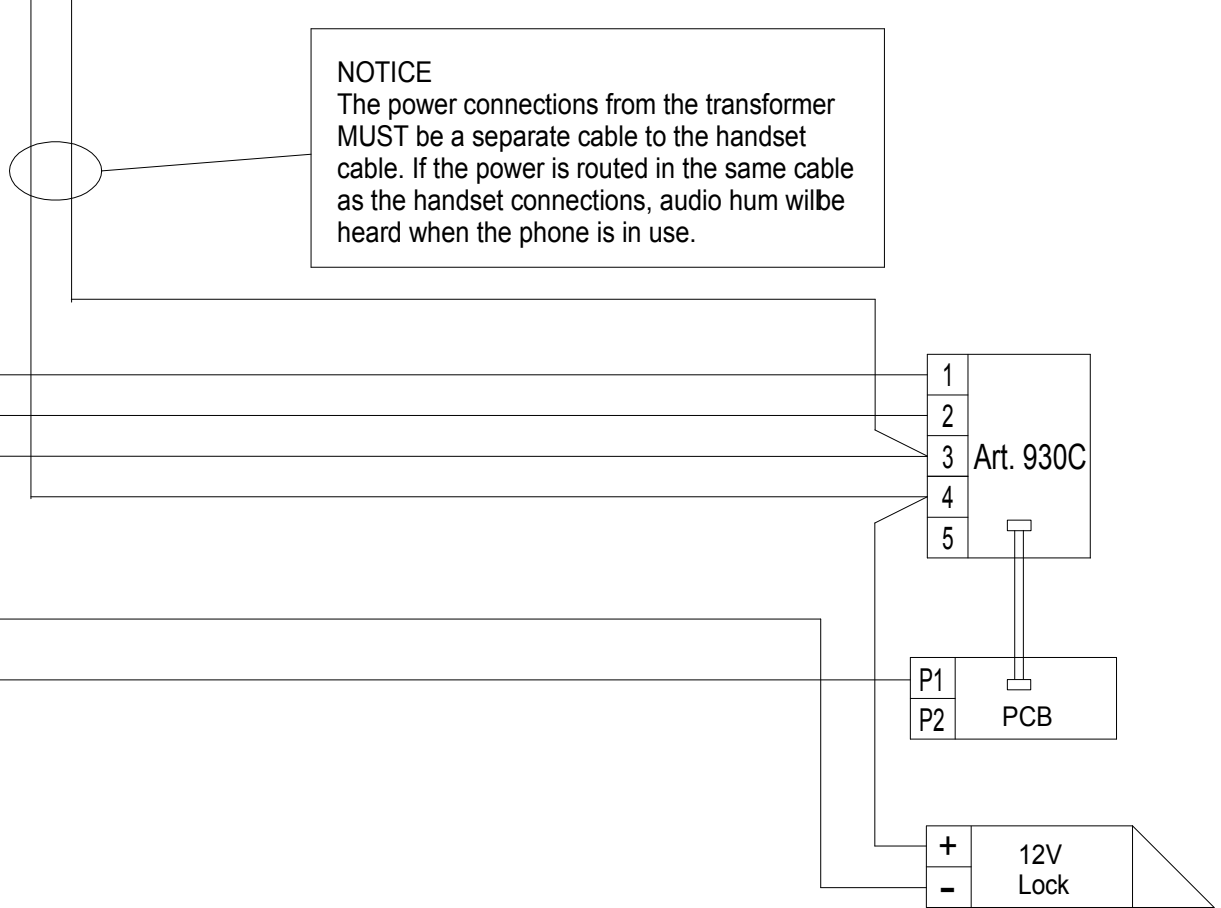 NOTICE
The power connections from the transformer
MUST be a separate cable to the handset
cable. If the power is routed in the same cable
as the handset connections, audio hum will be
heard when the phone is in use.
1
2
3
4
5
Art. 930C
P1
P2
PCB
+
-
12V
Lock